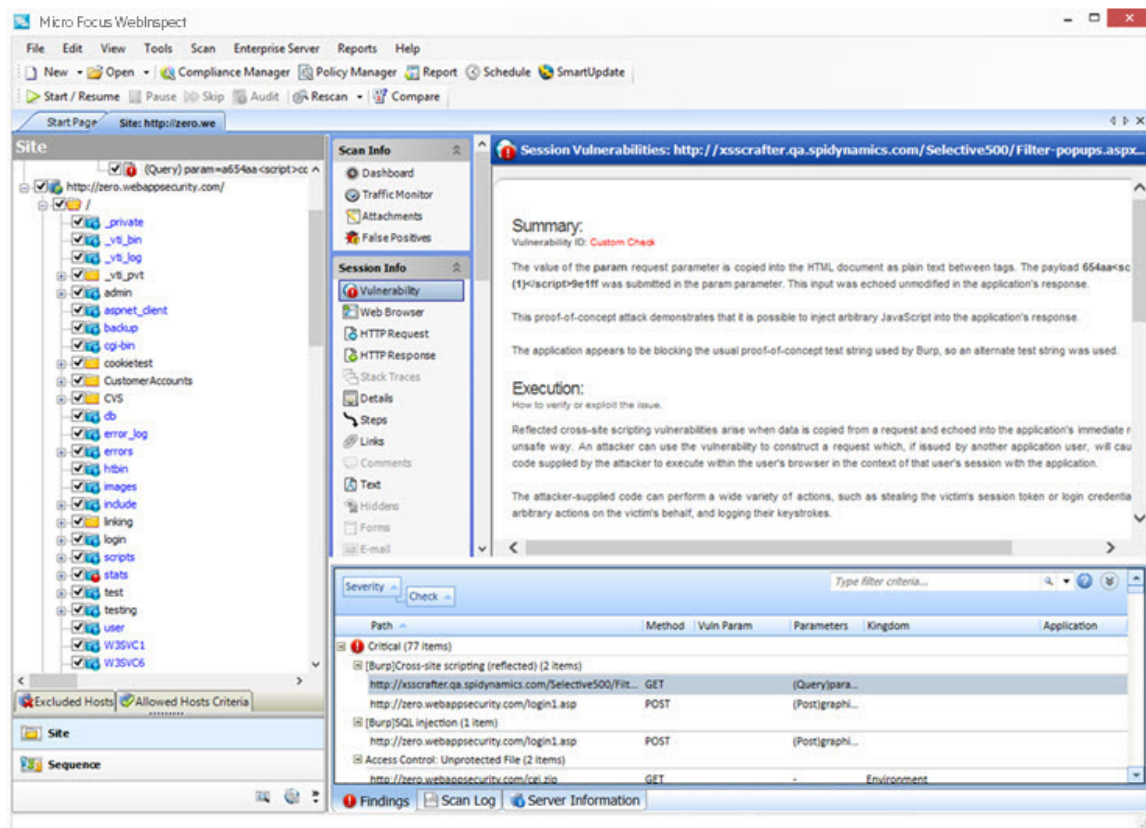 Micro Focus WebInspect
File Edit View Tools Scan Enterprise Server Reports Help
New Open Compliance Manager Policy Manager Report Schedule SmartUpdate
Start / Resume Pause Skip Audit Rescan Compare
Start Page Site: http://zero.we
Site
(Query) param=a654aa<script>cc
http://zero.webappsecurity.com/
/
_private
_vti_bin
_vti_log
_vti_pvt
admin
aspnet_client
backup
cgi-bin
cookietest
CustomerAccounts
CVS
db
error_log
errors
htbin
images
include
linking
login
scripts
stats
test
testing
user
W3SVC1
W3SVC6
Excluded Hosts Allowed Hosts Criteria
Site
Sequence
Scan Info
Dashboard
Traffic Monitor
Attachments
False Positives
Session Info
Vulnerability
Web Browser
HTTP Request
HTTP Response
Stack Traces
Details
Steps
Links
Comments
Text
Hiddens
Forms
E-mail
Session Vulnerabilities: http://xsscrafter.qa.spidynamics.com/Selective500/Filter-popups.aspx...
Summary:
Vulnerability ID: Custom Check
The value of the param request parameter is copied into the HTML document as plain text between tags. The payload 654aa<sc
(1)</script>9e1ff was submitted in the param parameter. This input was echoed unmodified in the application's response.
This proof-of-concept attack demonstrates that it is possible to inject arbitrary JavaScript into the application's response.
The application appears to be blocking the usual proof-of-concept test string used by Burp, so an alternate test string was used.
Execution:
How to verify or exploit the issue.
Reflected cross-site scripting vulnerabilities arise when data is copied from a request and echoed into the application's immediate r
unsafe way. An attacker can use the vulnerability to construct a request which, if issued by another application user, will cau
code supplied by the attacker to execute within the user's browser in the context of that user's session with the application.
The attacker-supplied code can perform a wide variety of actions, such as stealing the victim's session token or login credentia
arbitrary actions on the victim's behalf, and logging their keystrokes.
Severity
Check
Type filter criteria...
Path Method Vuln Param Parameters Kingdom Application
Critical (77 items)
[Burp]Cross-site scripting (reflected) (2 items)
http://xsscrafter.qa.spidynamics.com/Selective500/Filt... GET (Query)para...
http://zero.webappsecurity.com/login1.asp POST (Post)graphi...
[Burp]SQL injection (1 item)
http://zero.webappsecurity.com/login1.asp POST (Post)graphi...
Access Control: Unprotected File (2 items)
http://zero.webappsecurity.com/cgi.zip GET - Environment
Findings Scan Log Server Information